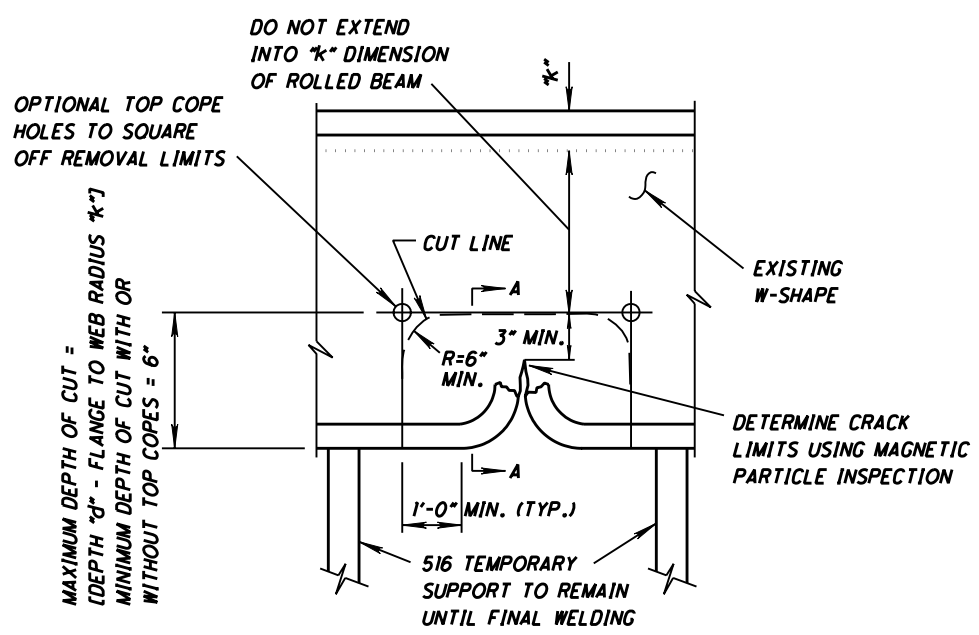 DO NOT EXTEND
INTO "k" DIMENSION
OF ROLLED BEAM
"k"
OPTIONAL TOP COPE
HOLES TO SQUARE
OFF REMOVAL LIMITS
CUT LINE
A
EXISTING
W-SHAPE
3" MIN.
R=6"
MIN.
MAXIMUM DEPTH OF CUT =
[DEPTH "d" - FLANGE TO WEB RADIUS "k"]
MINIMUM DEPTH OF CUT WITH OR
WITHOUT TOP COPES = 6"
DETERMINE CRACK
LIMITS USING MAGNETIC
PARTICLE INSPECTION
A
1'-0" MIN. (TYP.)
516 TEMPORARY
SUPPORT TO REMAIN
UNTIL FINAL WELDING